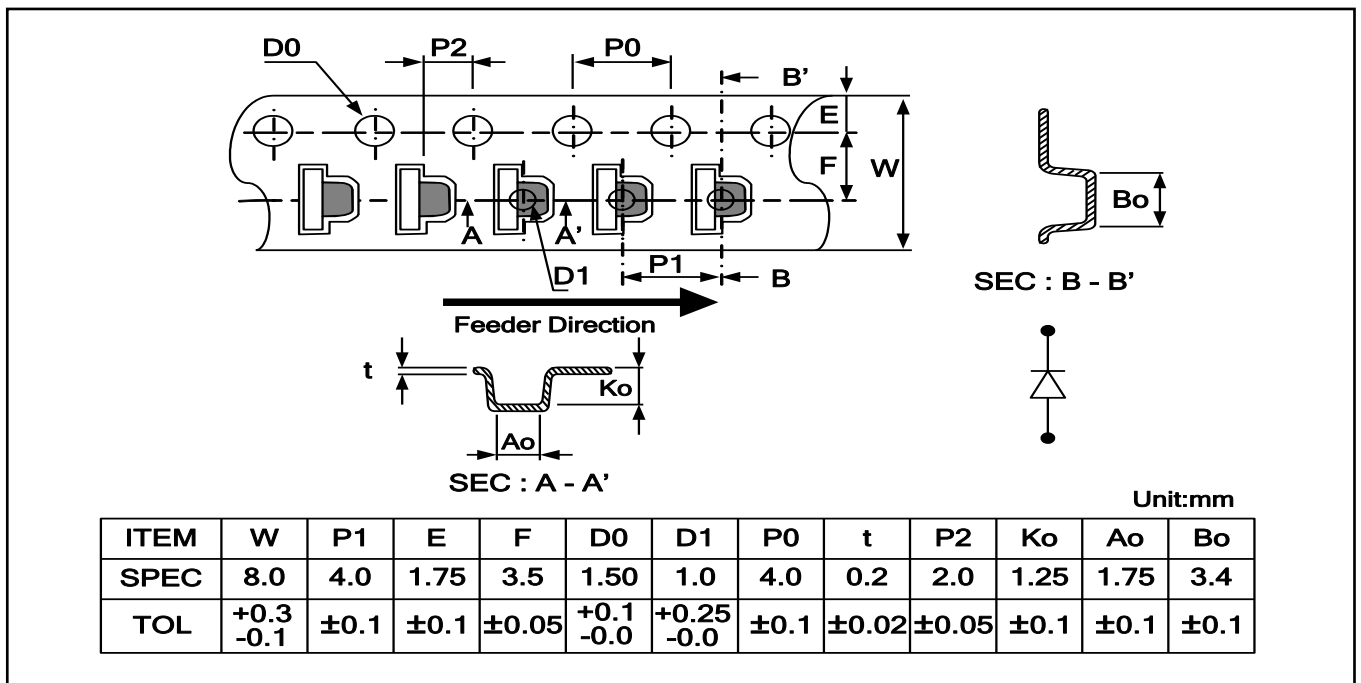 D0
P2
P0
B'
E
F
W
A
A'
D1
P1
B
Feeder Direction
Bo
SEC : B - B'
t
Ko
Ao
SEC : A - A'
Unit:mm
ITEM W P1 E F D0 D1 P0 t P2 Ko Ao Bo
SPEC 8.0 4.0 1.75 3.5 1.50 1.0 4.0 0.2 2.0 1.25 1.75 3.4
TOL +0.3 -0.1 ±0.1 ±0.1 ±0.05 +0.1 -0.0 +0.25 -0.0 ±0.1 ±0.02 ±0.05 ±0.1 ±0.1 ±0.1